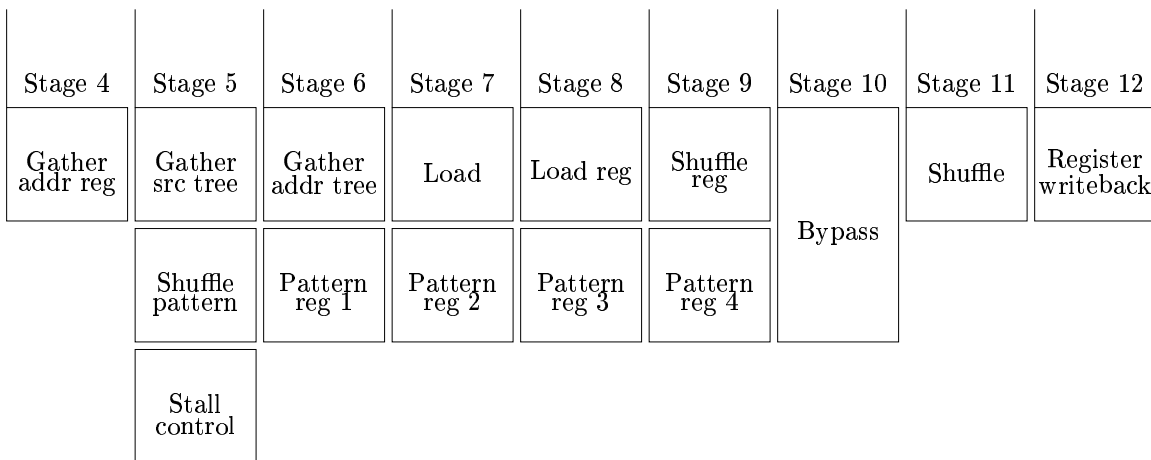 Stage 4 Stage 5 Stage 6 Stage 7 Stage 8 Stage 9 Stage 10 Stage 11 Stage 12
Gather
addr reg
Gather
src tree
Gather
addr tree
Load
Load reg
Shuffle
reg
Bypass
Shuffle
Register
writeback
Shuffle
pattern
Pattern
reg 1
Pattern
reg 2
Pattern
reg 3
Pattern
reg 4
Stall
control